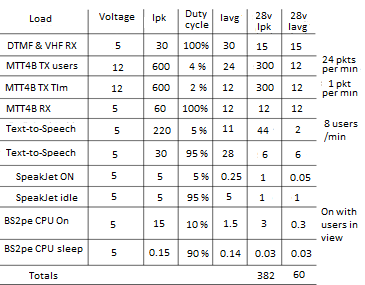 Load Voltage Ipk Duty cycle Iavg 28v Ipk 28v Iavg
DTMF & VHF RX 5 30 100% 30 15 15
MTT4B TX users 12 600 4 % 24 300 12 24 pkts per min
MTT4B TX Tlm 12 600 2 % 12 300 12 1 pkt per min
MTT4B RX 5 60 100% 12 12 12
Text-to-Speech 5 220 5 % 11 44 2 8 users /min
Text-to-Speech 5 30 95 % 28 6 6
SpeakJet ON 5 5 5 % 0.25 1 0.05
SpeakJet idle 5 5 95 % 5 1 1
BS2pe CPU On 5 15 10 % 1.5 3 0.3 On with users in view
BS2pe CPU sleep 5 0.15 90 % 0.14 0.03 0.03
Totals 382 60